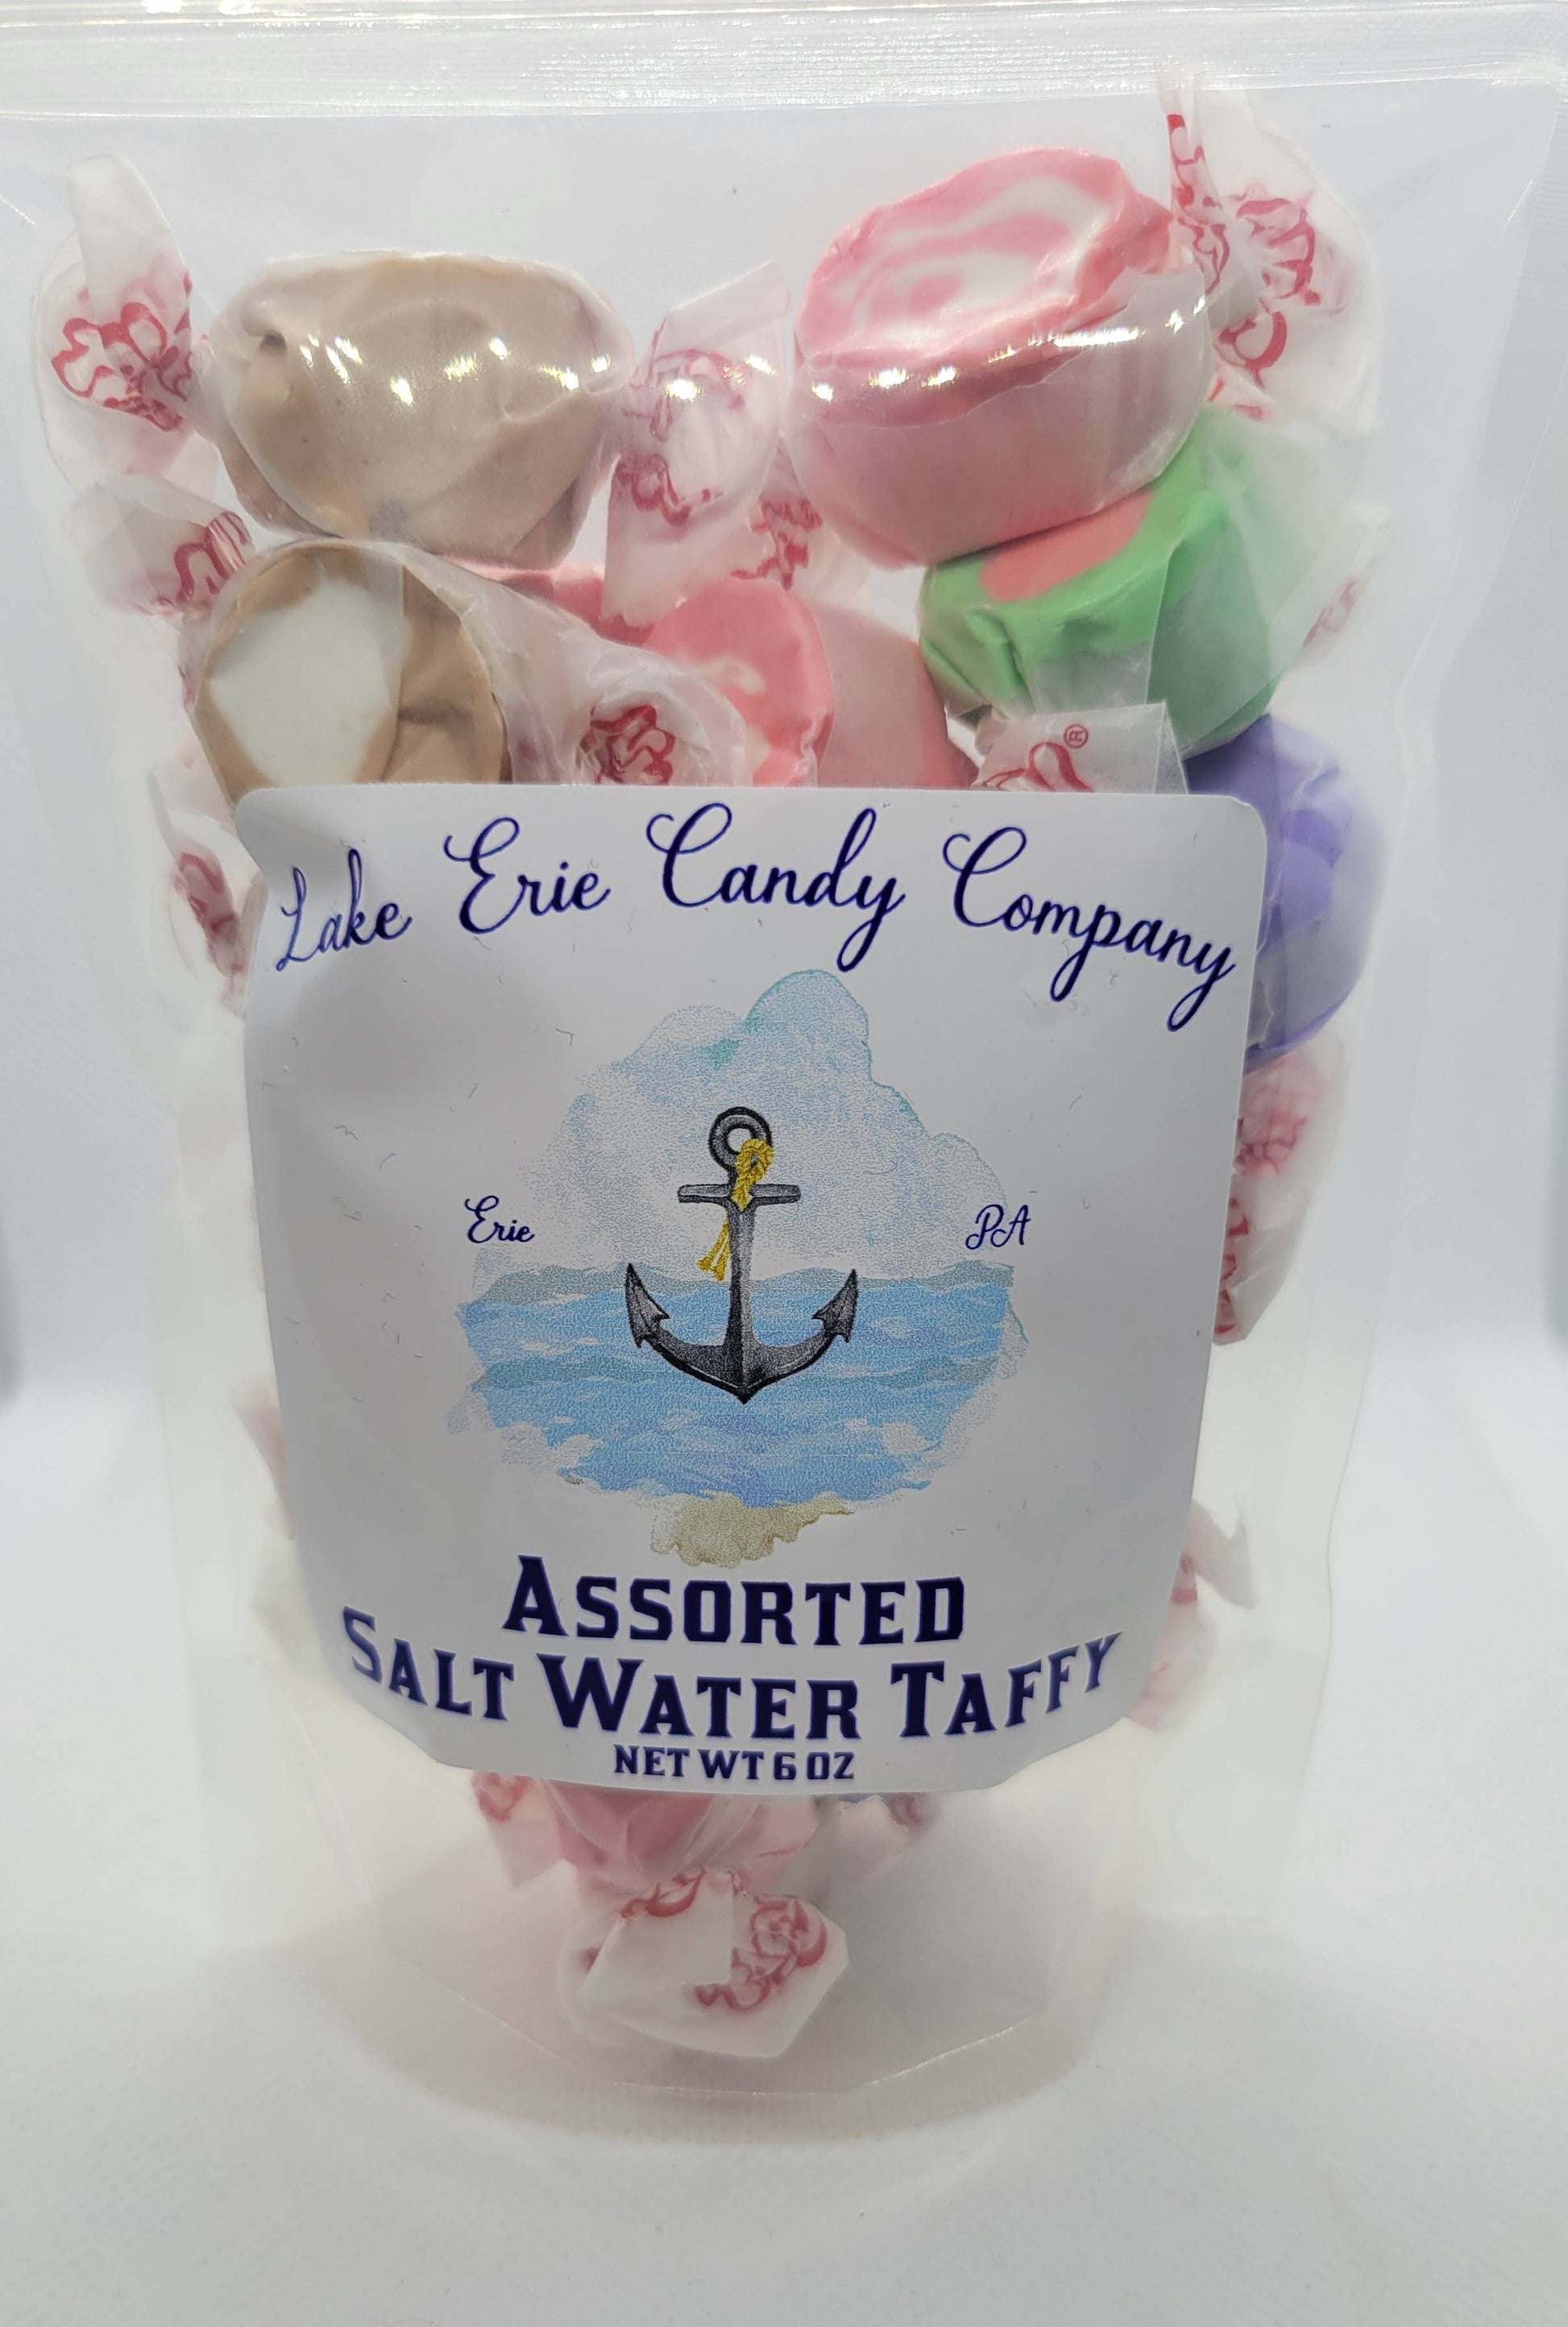 ®
Lake Erie Candy Company
Erie PA
ASSORTED
SALT WATER TAFFY
NET WT 6 OZ